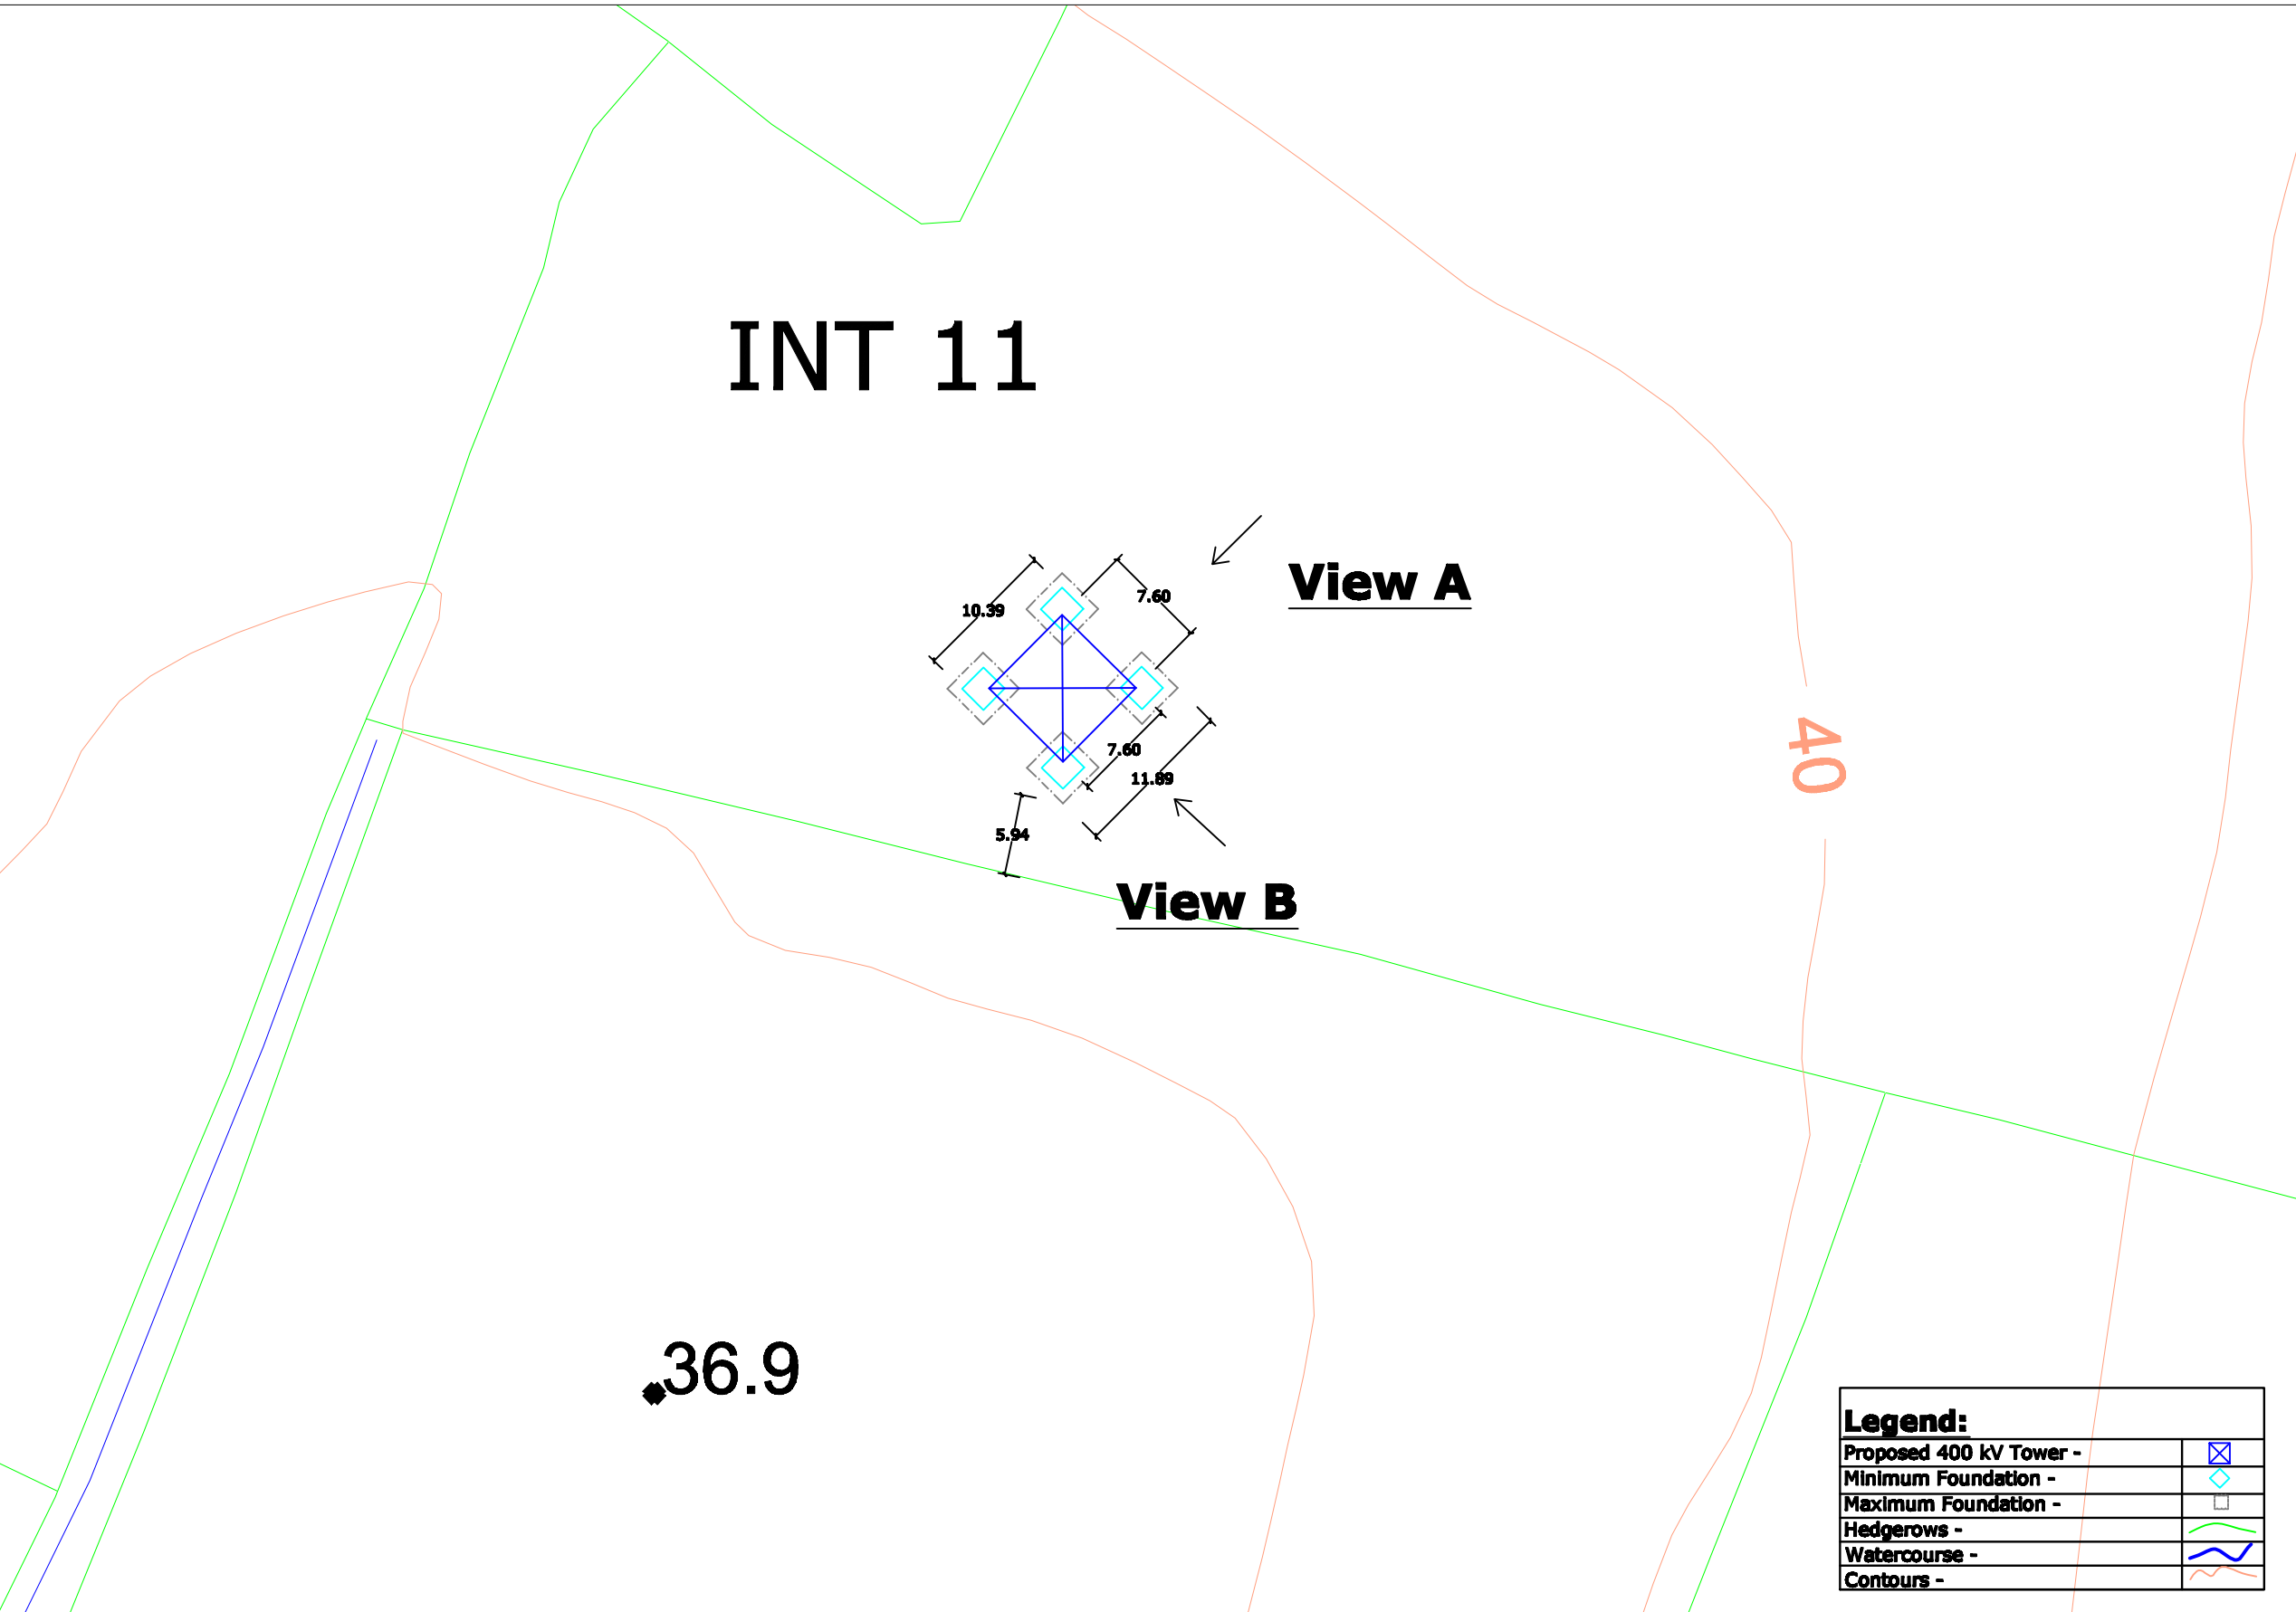 INT 11
View A
10.39
7.60
40
7.60
11.89
5.94
View B
36.9
Legend:
Proposed 400 kV Tower -
Minimum Foundation -
Maximum Foundation -
Hedgerows -
Watercourse -
Contours -